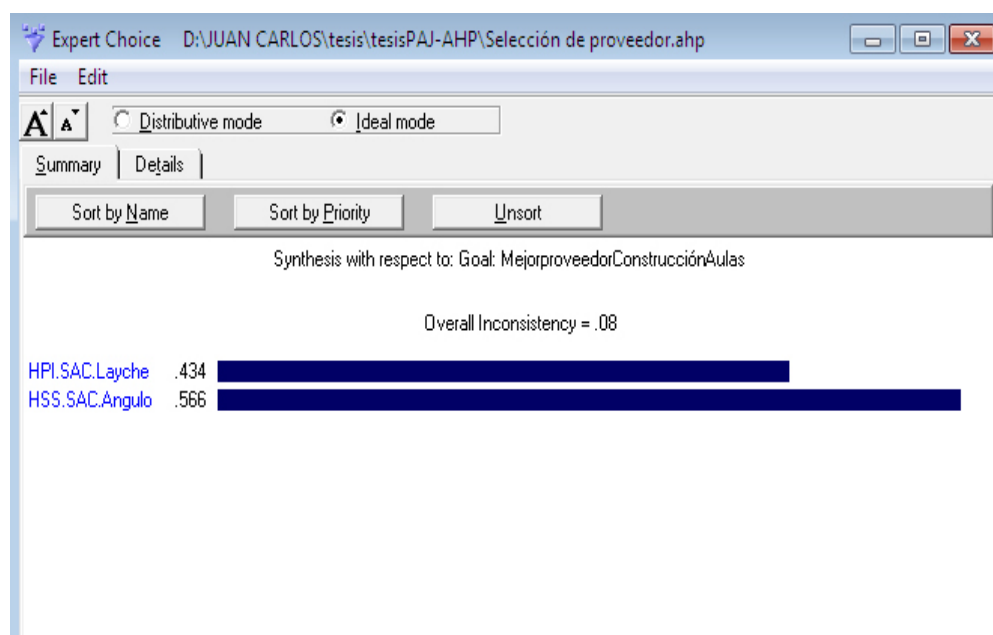 Expert Choice D:\JUAN CARLOS\tesis\tesisPAJ-AHP\Selección de proveedor.ahp
File Edit
A A Distributive mode Ideal mode
Summary Details
Sort by Name Sort by Priority Unsort
Synthesis with respect to: Goal: MejorproveedorConstrucciónAulas
Overall Inconsistency = .08
HPI.SAC.Layche .434
HSS.SAC.Angulo .566